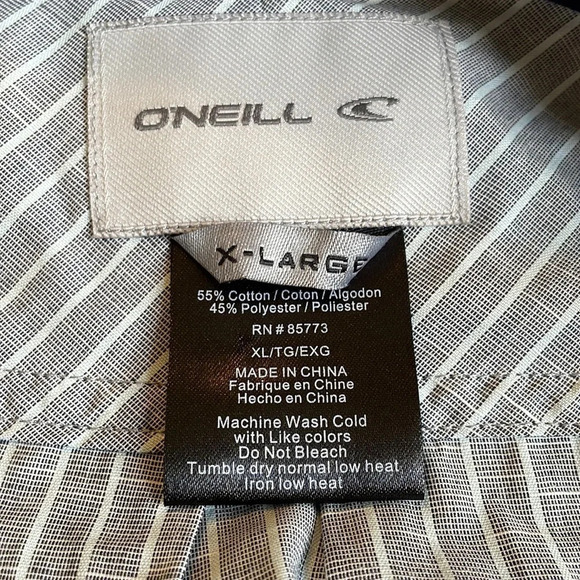 O'NEILL
X-LARGE
55% Cotton / Coton / Algodon
45% Polyester / Poliester
RN # 85773
XL/TG/EXG
MADE IN CHINA
Fabrique en Chine
Hecho en China
Machine Wash Cold
with Like colors
Do Not Bleach
Tumble dry normal low heat
Iron low heat